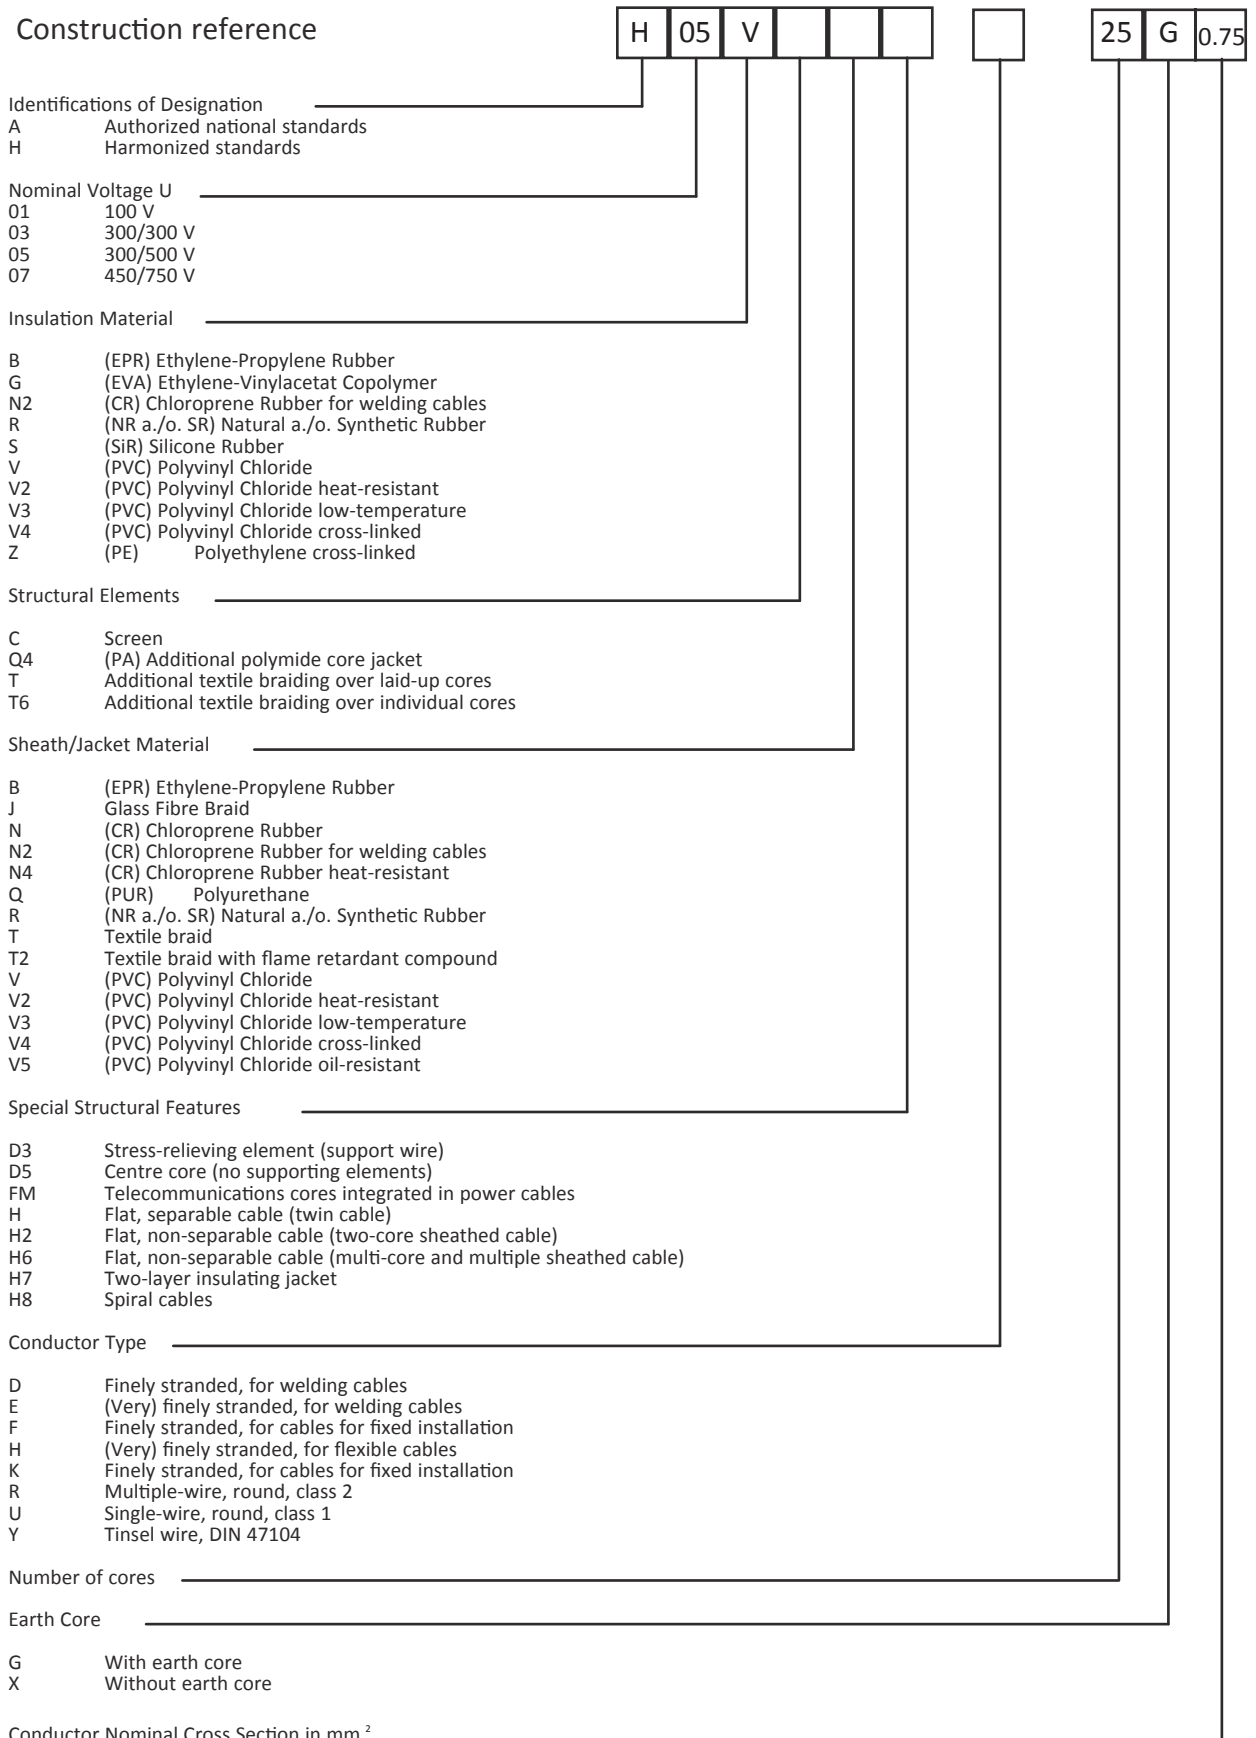 Construction reference H 05 V 25 G 0.75
Identifications of Designation
A Authorized national standards
H Harmonized standards
Nominal Voltage U
01 100 V
03 300/300 V
05 300/500 V
07 450/750 V
Insulation Material
B (EPR) Ethylene-Propylene Rubber
G (EVA) Ethylene-Vinylacetat Copolymer
N2 (CR) Chloroprene Rubber for welding cables
R (NR a./o. SR) Natural a./o. Synthetic Rubber
S (SiR) Silicone Rubber
V (PVC) Polyvinyl Chloride
V2 (PVC) Polyvinyl Chloride heat-resistant
V3 (PVC) Polyvinyl Chloride low-temperature
V4 (PVC) Polyvinyl Chloride cross-linked
Z (PE) Polyethylene cross-linked
Structural Elements
C Screen
Q4 (PA) Additional polymide core jacket
T Additional textile braiding over laid-up cores
T6 Additional textile braiding over individual cores
Sheath/Jacket Material
B (EPR) Ethylene-Propylene Rubber
J Glass Fibre Braid
N (CR) Chloroprene Rubber
N2 (CR) Chloroprene Rubber for welding cables
N4 (CR) Chloroprene Rubber heat-resistant
Q (PUR) Polyurethane
R (NR a./o. SR) Natural a./o. Synthetic Rubber
T Textile braid
T2 Textile braid with flame retardant compound
V (PVC) Polyvinyl Chloride
V2 (PVC) Polyvinyl Chloride heat-resistant
V3 (PVC) Polyvinyl Chloride low-temperature
V4 (PVC) Polyvinyl Chloride cross-linked
V5 (PVC) Polyvinyl Chloride oil-resistant
Special Structural Features
D3 Stress-relieving element (support wire)
D5 Centre core (no supporting elements)
FM Telecommunications cores integrated in power cables
H Flat, separable cable (twin cable)
H2 Flat, non-separable cable (two-core sheathed cable)
H6 Flat, non-separable cable (multi-core and multiple sheathed cable)
H7 Two-layer insulating jacket
H8 Spiral cables
Conductor Type
D Finely stranded, for welding cables
E (Very) finely stranded, for welding cables
F Finely stranded, for cables for fixed installation
H (Very) finely stranded, for flexible cables
K Finely stranded, for cables for fixed installation
R Multiple-wire, round, class 2
U Single-wire, round, class 1
Y Tinsel wire, DIN 47104
Number of cores
Earth Core
G With earth core
X Without earth core
Conductor Nominal Cross Section in mm ²